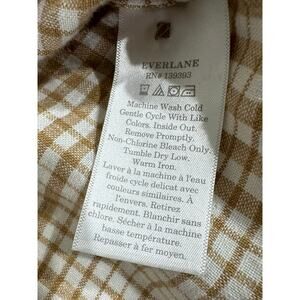 EVERLANE
RN# 139393
Machine Wash Cold
Gentle Cycle With Like
Colors. Inside Out.
Remove Promptly.
Non-Chlorine Bleach Only
Tumble Dry Low.
Warm Iron.
Laver à la machine à l'eau
froide cycle delicat avec
couleurs similaires. A
l'envers. Retirez
rapidement. Blanchir sans
chlore. Sécher à la machine
basse température.
Repasser à fer moyen.